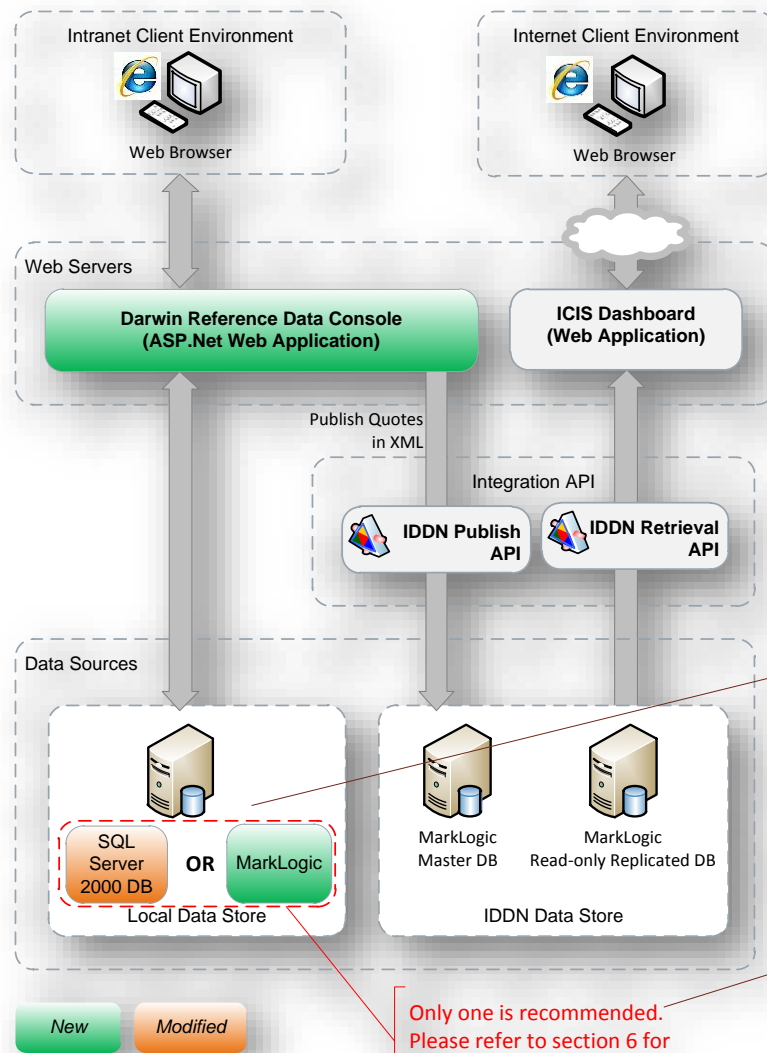 Intranet Client Environment
Web Browser
Internet Client Environment
Web Browser
Web Servers
Darwin Reference Data Console
(ASP.Net Web Application)
ICIS Dashboard
(Web Application)
Publish Quotes
in XML
Integration API
IDDN Publish
API
IDDN Retrieval
API
Data Sources
SQL
Server
2000 DB
OR
MarkLogic
Local Data Store
MarkLogic
Master DB
MarkLogic
Read-only Replicated DB
IDDN Data Store
New
Modified
Only one is recommended.
Please refer to section 6 for